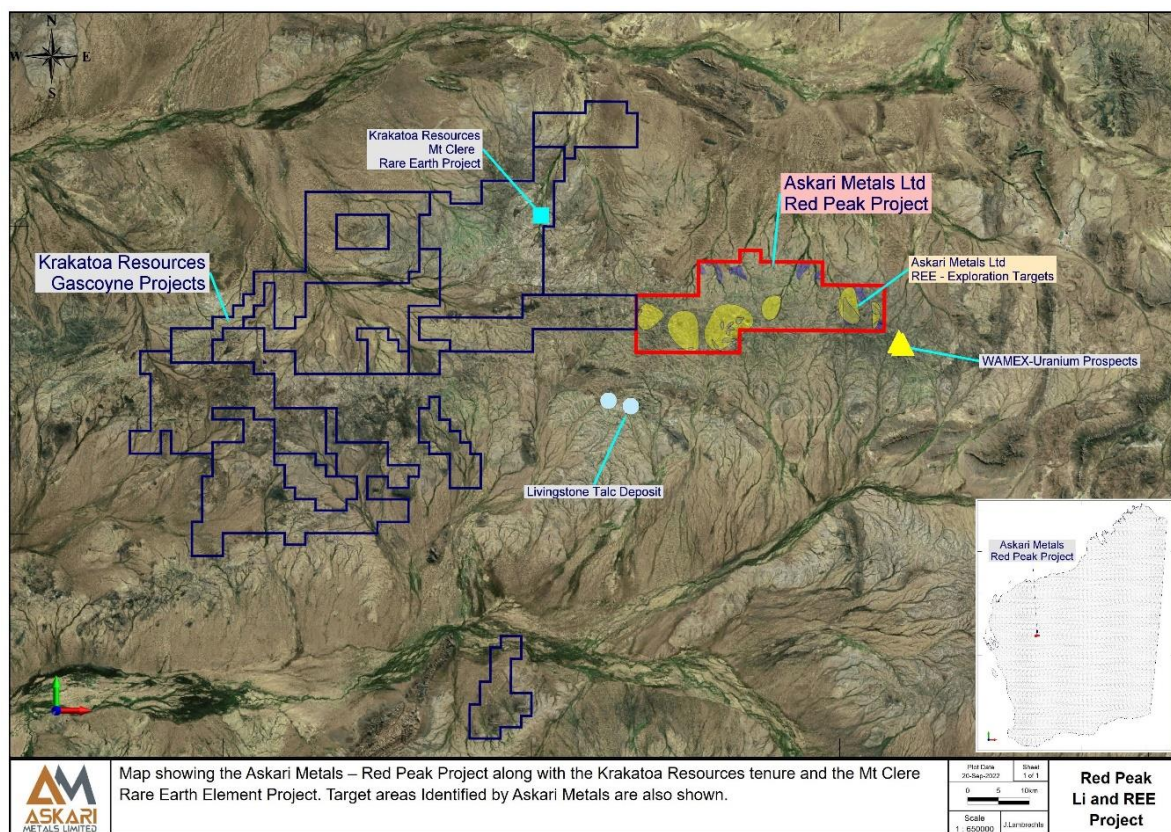 N
W E
S
Krakatoa Resources
Mt Clere
Rare Earth Project
Askari Metals Ltd
Red Peak Project
Krakatoa Resources
Gascoyne Projects
Askari Metals Ltd
REE - Exploration Targets
WAMEX-Uranium Prospects
Livingstone Talc Deposit
Askari Metals
Red Peak Project
AM
ASKARI
METALS LIMITED
Map showing the Askari Metals – Red Peak Project along with the Krakatoa Resources tenure and the Mt Clere
Rare Earth Element Project. Target areas Identified by Askari Metals are also shown.
Plot Date
20-Sep-2022
Sheet
1 of 1
0 5 10km
Scale
1 : 650000
J.Lambrechts
Red Peak
Li and REE
Project